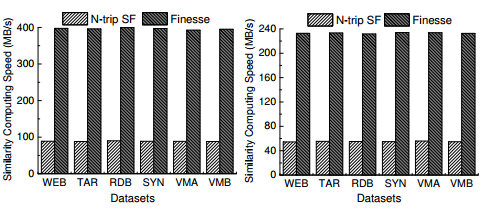 N-trip SF Finesse
Similarity Computing Speed (MB/s)
400
300
200
100
0
WEB TAR RDB SYN VMA VMB
Datasets
N-trip SF Finesse
Similarity Computing Speed (MB/s)
240
200
160
120
80
40
0
WEB TAR RDB SYN VMA VMB
Datasets